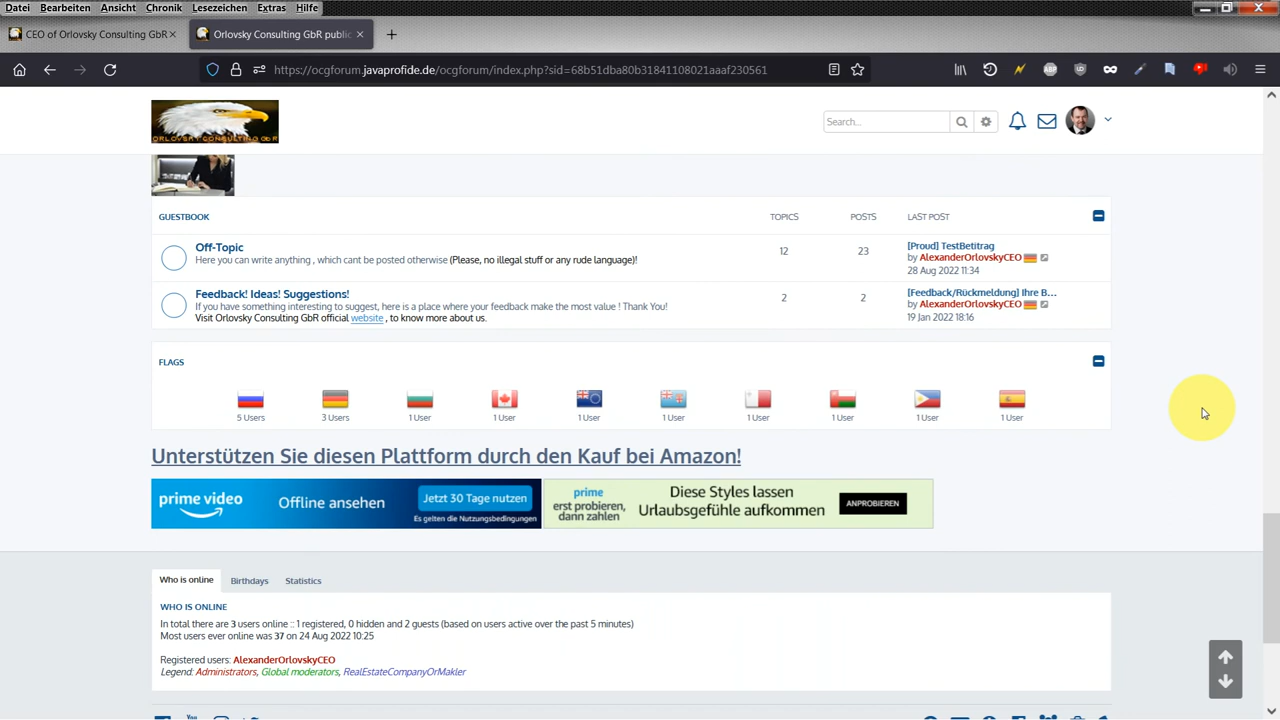 Datei Bearbeiten Ansicht Chronik Lesezeichen Extras Hilfe
CEO of Orlovsky Consulting GbR
Orlovsky Consulting GbR public
https://ocgforum.javaprofide.de/ocgforum/index.php?sid=68b51dba80b31841108021aaaf230561
ORLOVSKY CONSULTING GbR
Search...
GUESTBOOK TOPICS POSTS LAST POST
Off-Topic
Here you can write anything , which cant be posted otherwise (Please, no illegal stuff or any rude language)!
12 23
[Proud] TestBetitrag
by AlexanderOrlovskyCEO
28 Aug 2022 11:34
Feedback! Ideas! Suggestions!
If you have something interesting to suggest, here is a place where your feedback make the most value ! Thank You!
Visit Orlovsky Consulting GbR official website , to know more about us.
2 2
[Feedback/Rückmeldung] Ihre B...
by AlexanderOrlovskyCEO
19 Jan 2022 18:16
FLAGS
5 Users 3 Users 1 User 1 User 1 User 1 User 1 User 1 User 1 User 1 User
Unterstützen Sie diesen Plattform durch den Kauf bei Amazon!
prime video Offline ansehen Jetzt 30 Tage nutzen
Es gelten die Nutzungsbedingungen
prime
erst probieren,
dann zahlen
Diese Styles lassen
Urlaubsgefühle aufkommen
ANPROBIEREN
Who is online Birthdays Statistics
WHO IS ONLINE
In total there are 3 users online :: 1 registered, 0 hidden and 2 guests (based on users active over the past 5 minutes)
Most users ever online was 37 on 24 Aug 2022 10:25
Registered users: AlexanderOrlovskyCEO
Legend: Administrators, Global moderators, RealEstateCompanyOrMakler